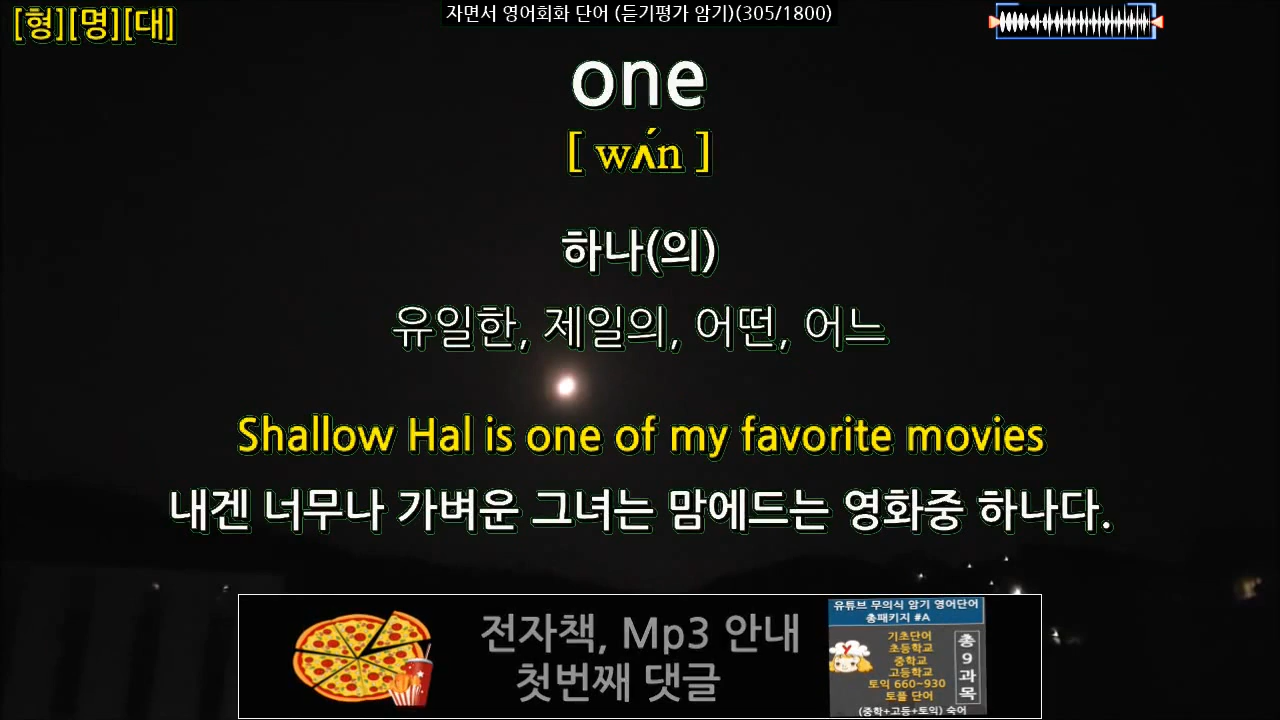 [형][명][대]
자면서 영어회화 단어 (듣기평가 암기)(305/1800)
one
[ wʌ́n ]
하나(의)
유일한, 제일의, 어떤, 어느
Shallow Hal is one of my favorite movies
내겐 너무나 가벼운 그녀는 맘에드는 영화중 하나다.
전자책, Mp3 안내
첫번째 댓글
유튜브 무의식 암기 영어단어
총패키지 #A
기초단어
초등학교
중학교
고등학교
토익 660~930
토플 단어
(중학+고등+토익) 숙어
총
9
과
목